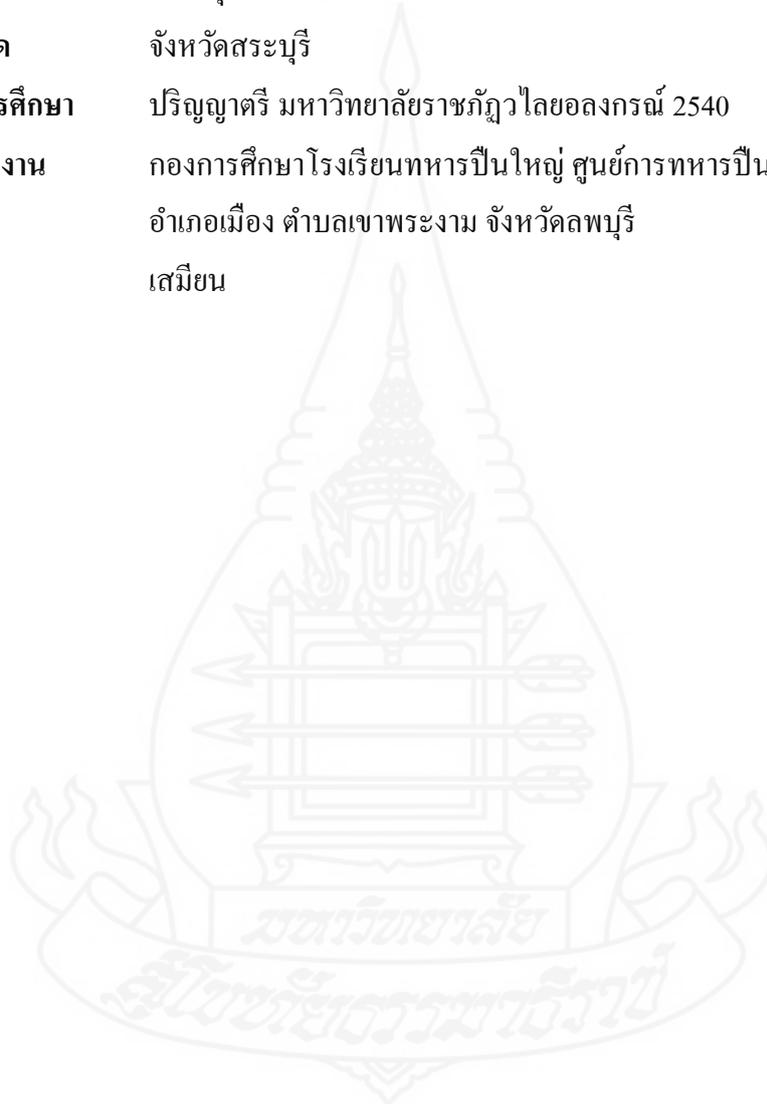 ด จังหวัดสระบุรี
รศึกษา ปริญญาตรี มหาวิทยาลัยราชภัฏวไลยอลงกรณ์ 2540
งาน กองการศึกษาโรงเรียนทหารปืนใหญ่ ศูนย์การทหารปืน
อำเภอเมือง ตำบลเขาพระงาม จังหวัดลพบุรี
เสมียน
มหาวิทยาลัย
สุโขทัยธรรมาธิราช